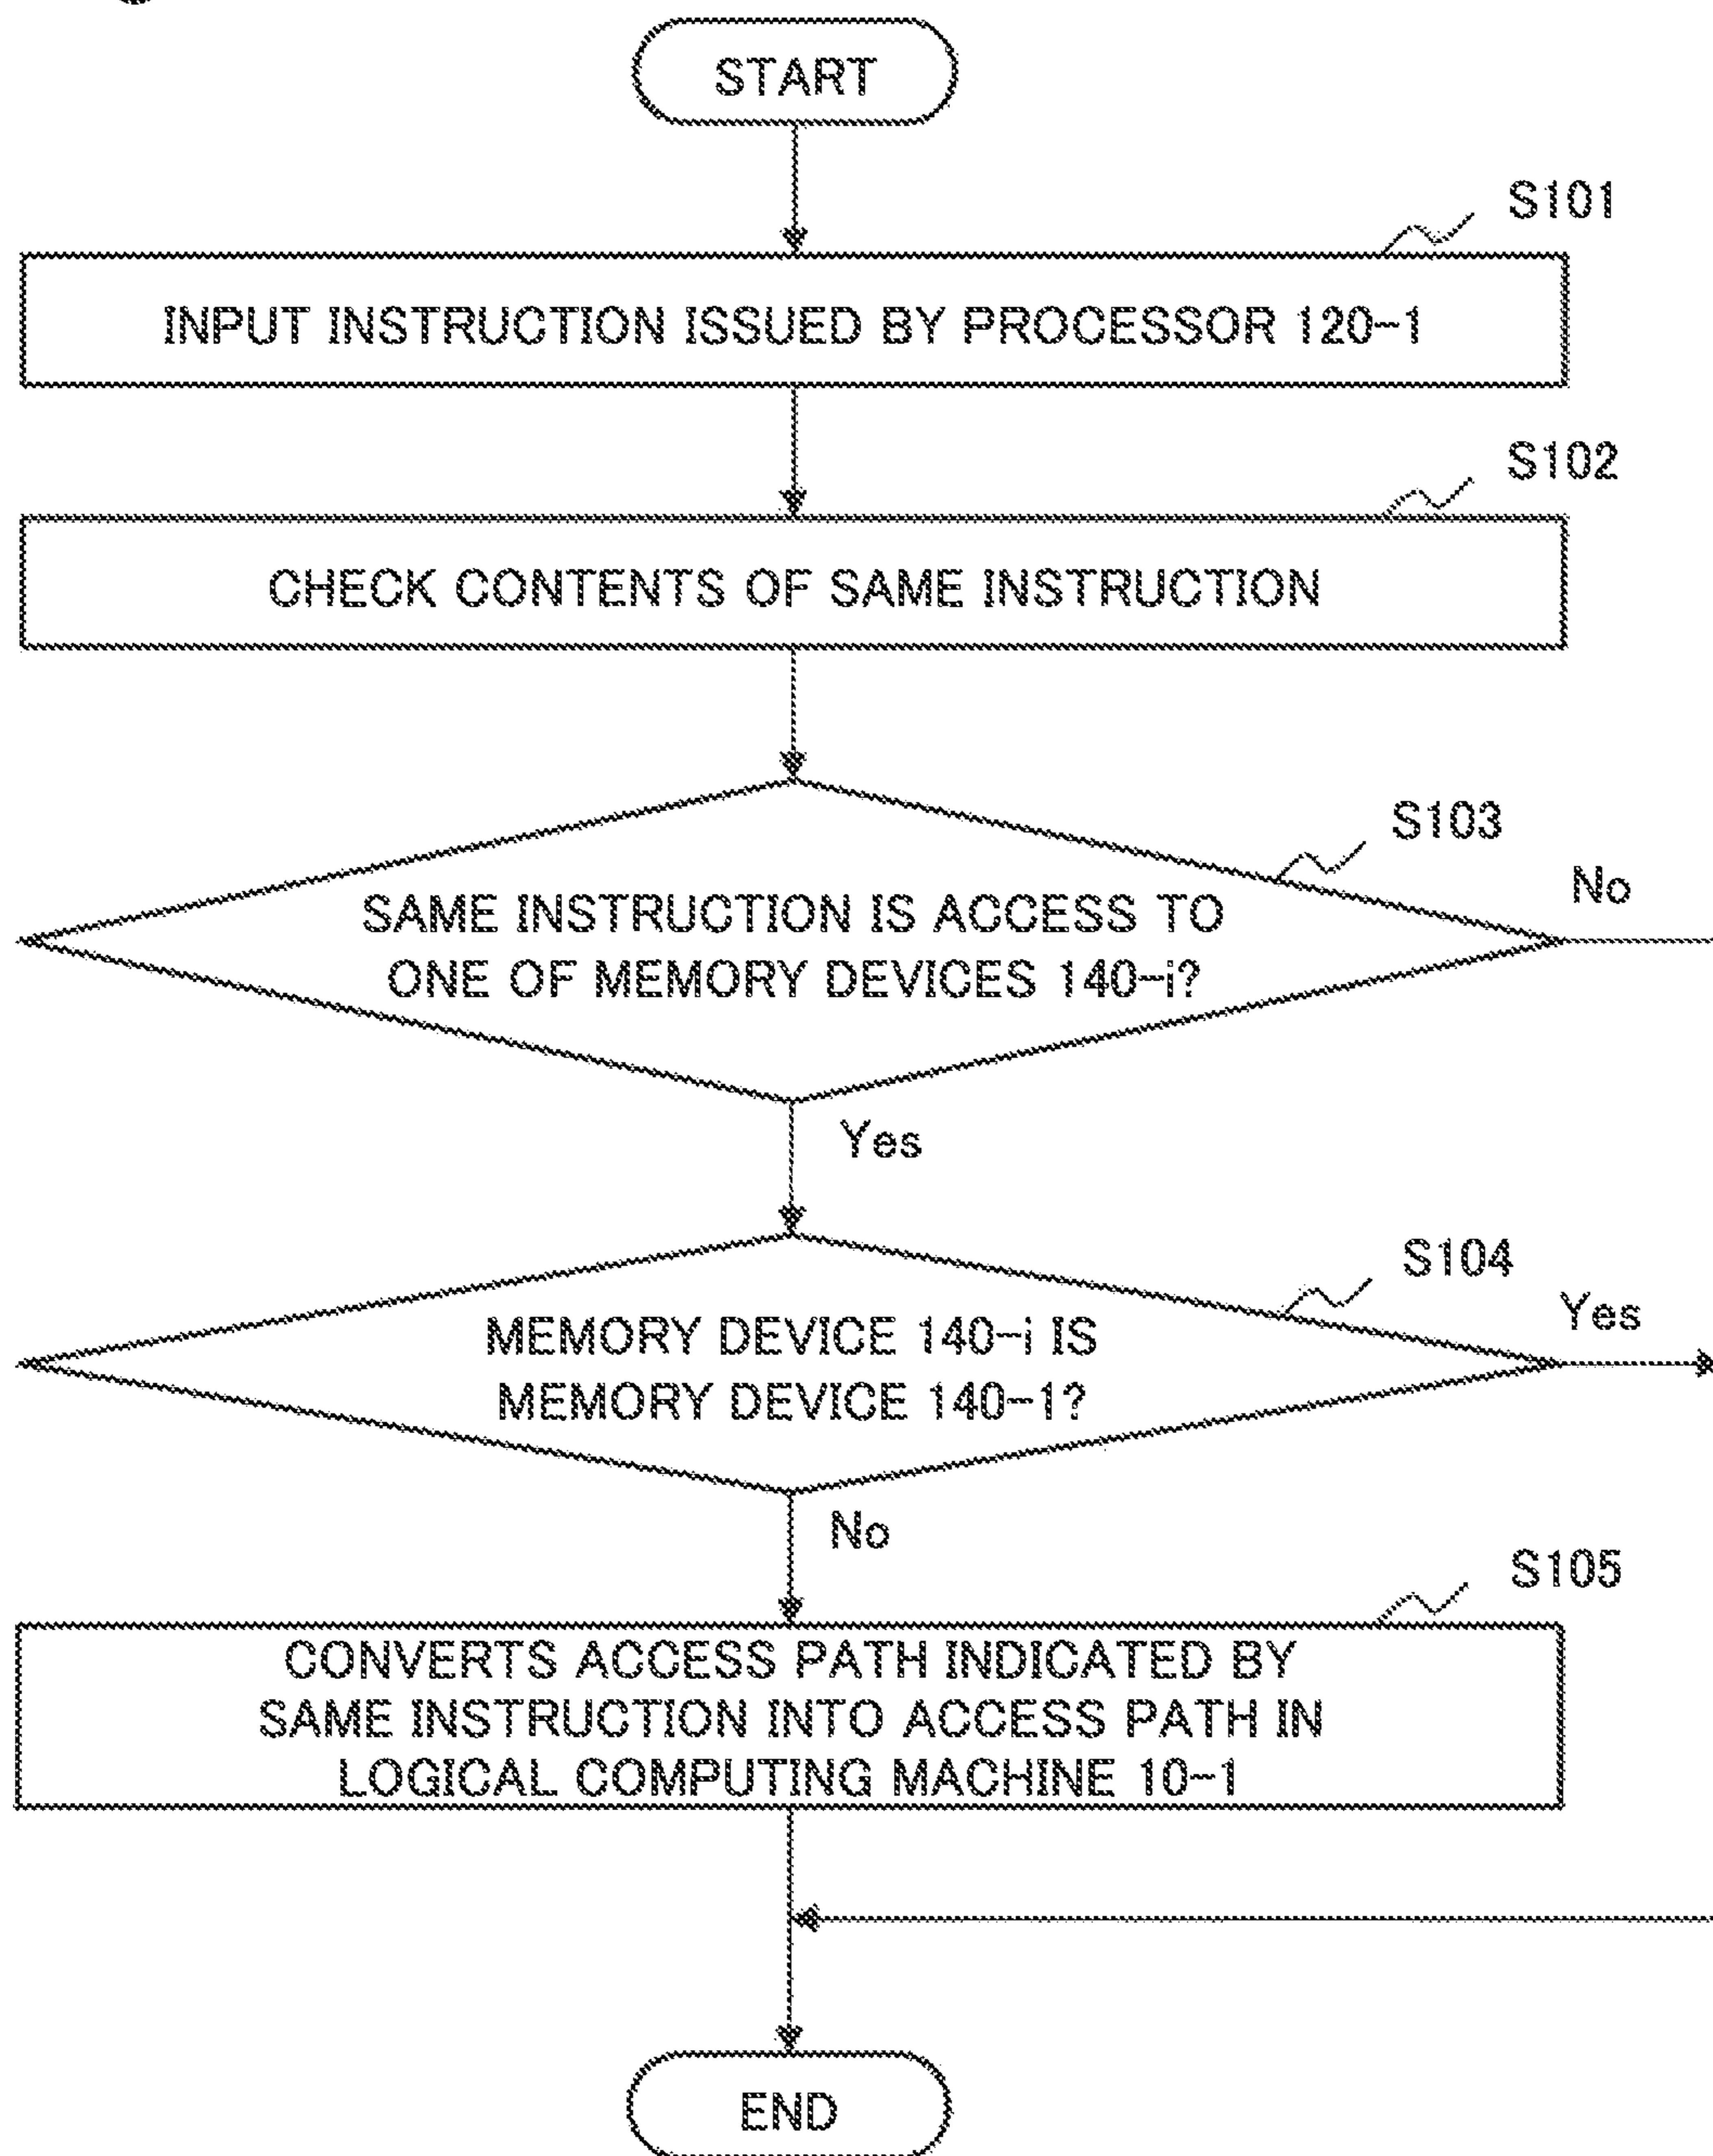 START
S101
INPUT INSTRUCTION ISSUED BY PROCESSOR 120-1
S102
CHECK CONTENTS OF SAME INSTRUCTION
S103
No
SAME INSTRUCTION IS ACCESS TO
ONE OF MEMORY DEVICES 140-i?
Yes
S104
Yes
MEMORY DEVICE 140-i IS
MEMORY DEVICE 140-1?
No
S105
CONVERTS ACCESS PATH INDICATED BY
SAME INSTRUCTION INTO ACCESS PATH IN
LOGICAL COMPUTING MACHINE 10-1
END